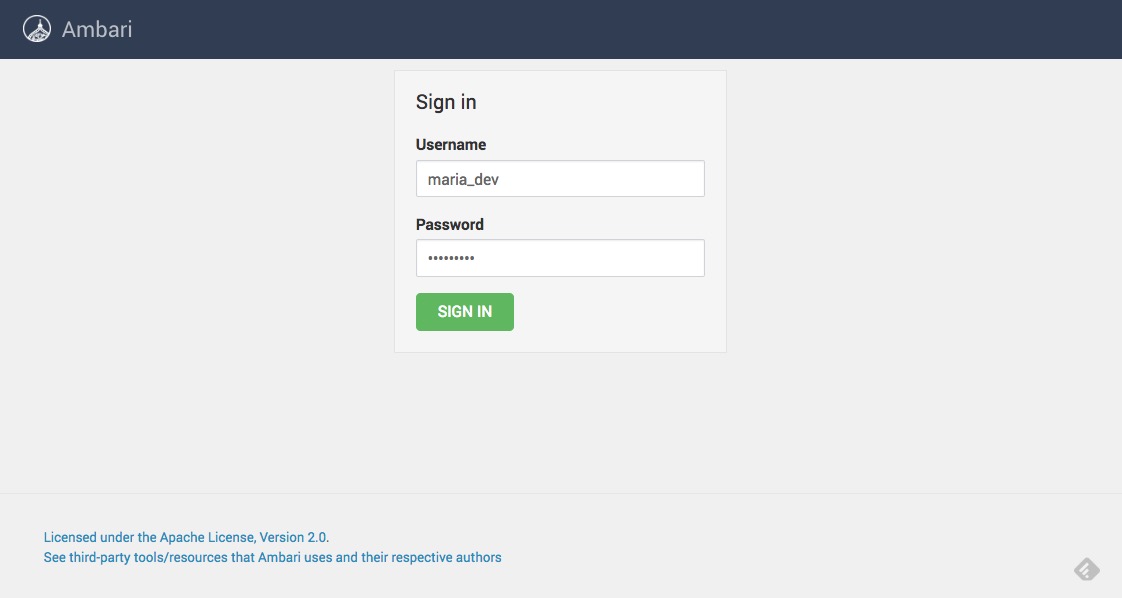 Ambari
Sign in
Username
maria_dev
Password
•••••••••
SIGN IN
Licensed under the Apache License, Version 2.0.
See third-party tools/resources that Ambari uses and their respective authors